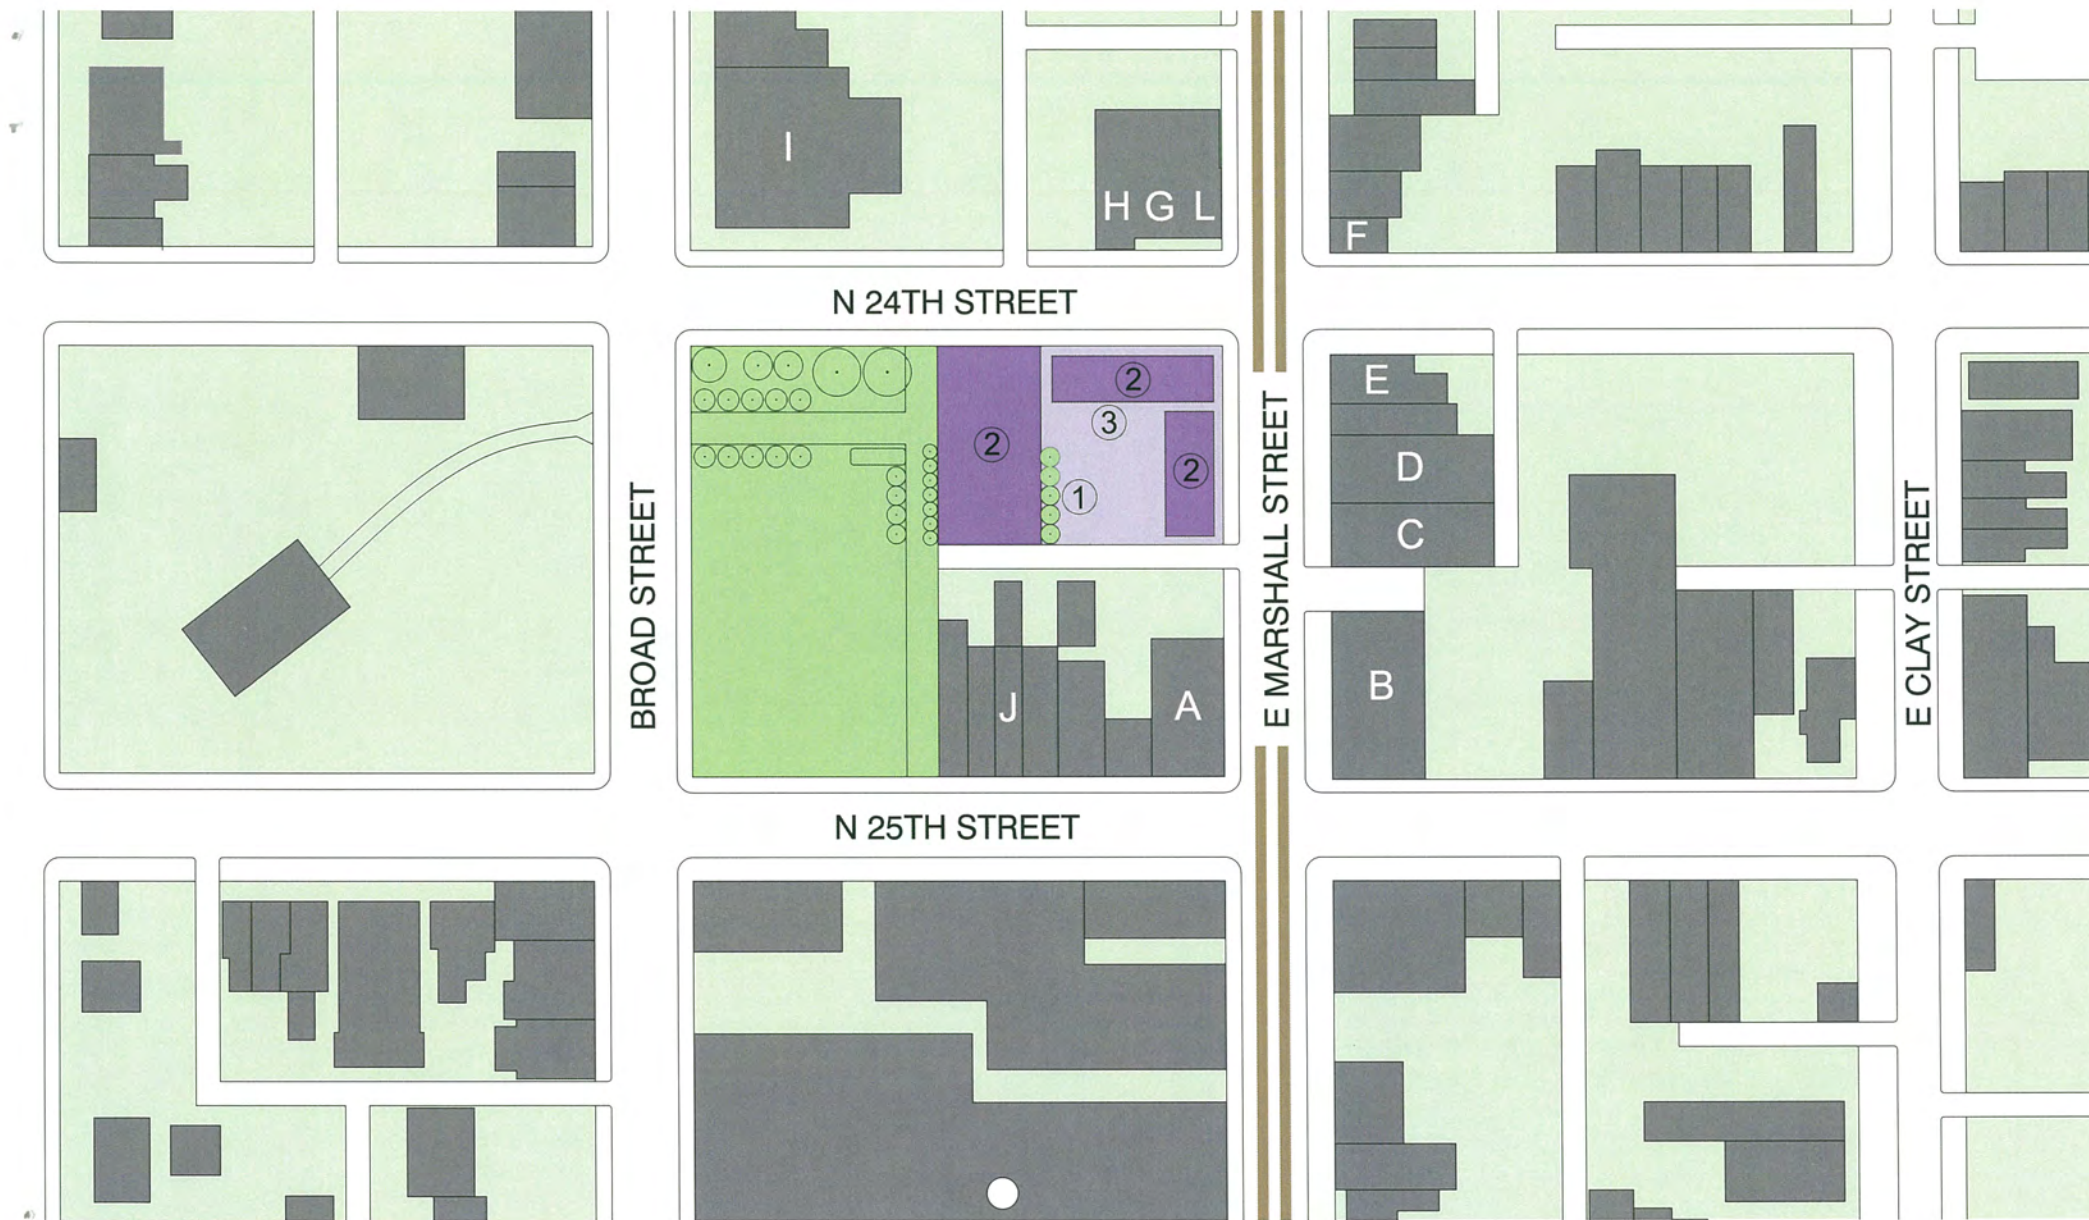 I
H G L
F
N 24TH STREET
2
E
3
2
D
2
1
C
BROAD STREET
E MARSHALL STREET
E CLAY STREET
J
A
B
N 25TH STREET